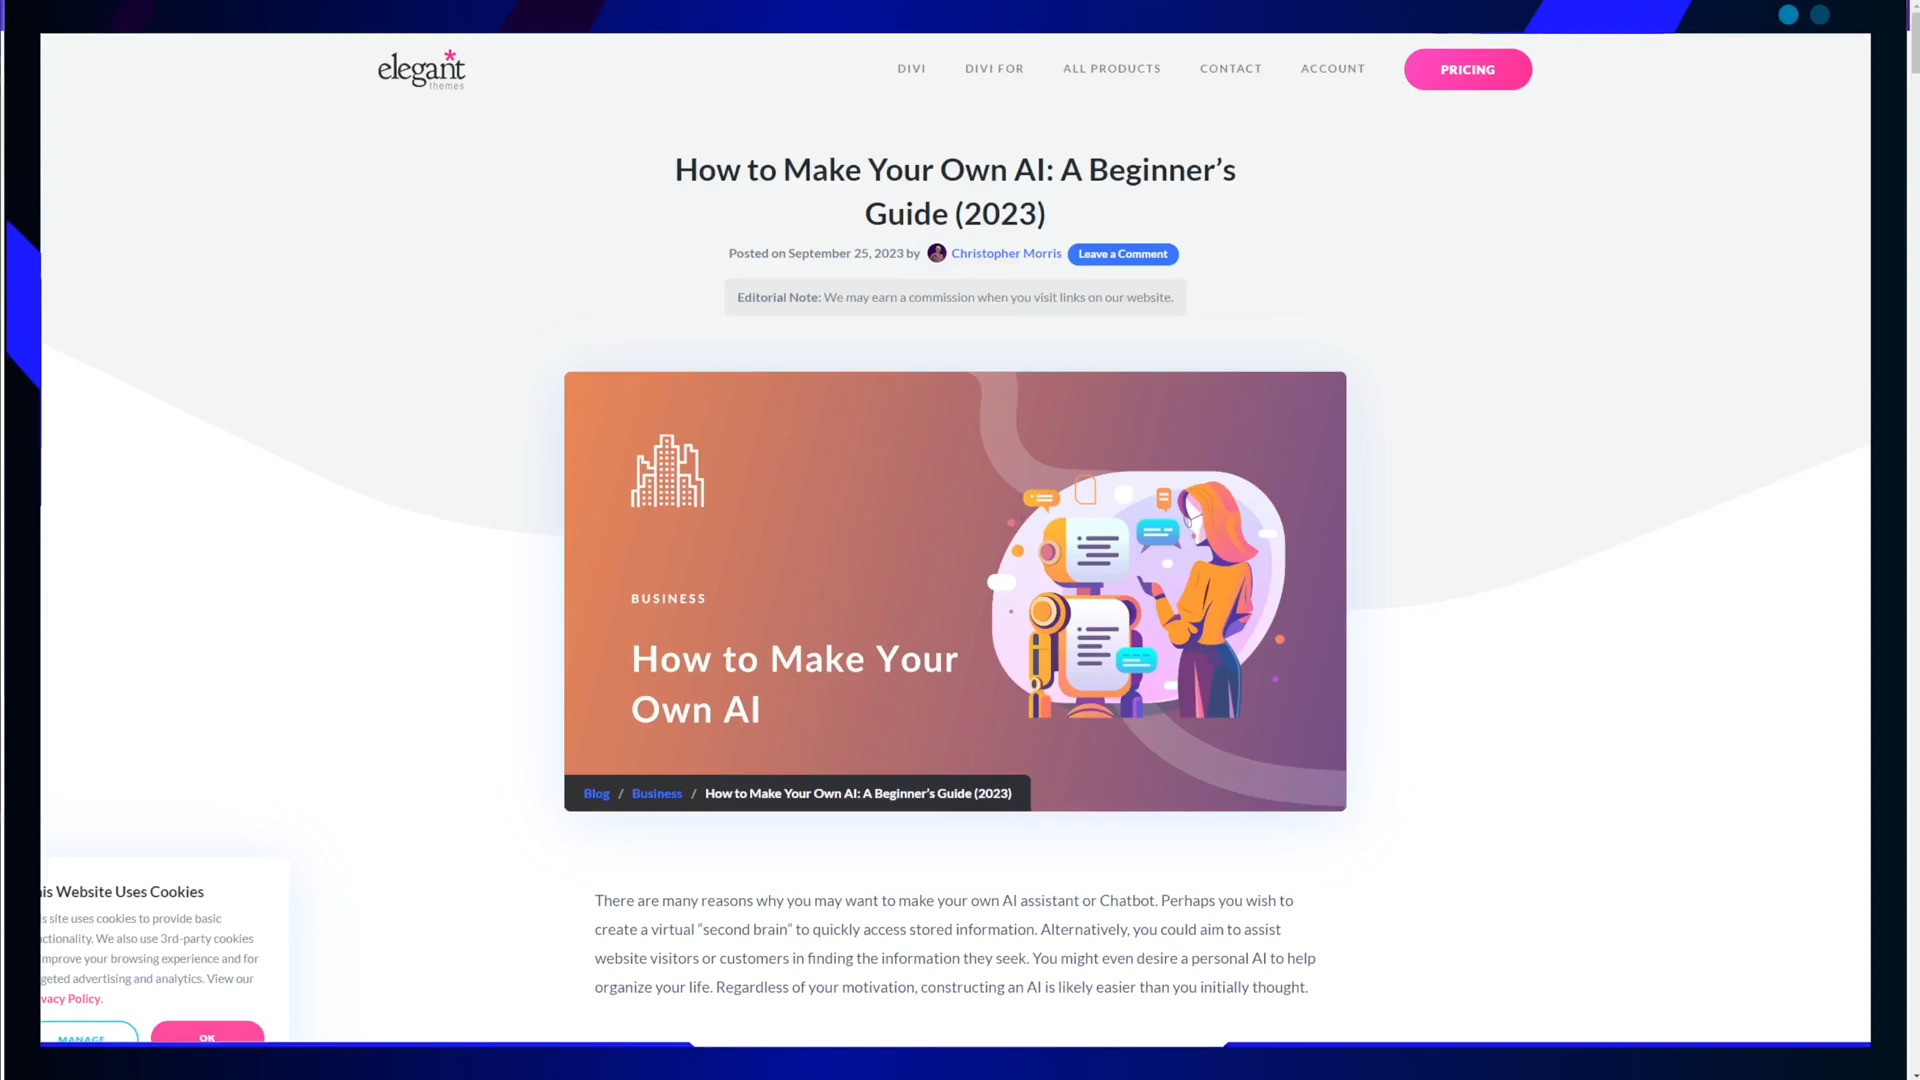 elegant
themes
DIVI
DIVI FOR
ALL PRODUCTS
CONTACT
ACCOUNT
PRICING
How to Make Your Own AI: A Beginner’s
Guide (2023)
Posted on September 25, 2023 by Christopher Morris Leave a Comment
Editorial Note: We may earn a commission when you visit links on our website.
BUSINESS
How to Make Your
Own AI
Blog / Business / How to Make Your Own AI: A Beginner’s Guide (2023)
There are many reasons why you may want to make your own AI assistant or Chatbot. Perhaps you wish to
create a virtual “second brain” to quickly access stored information. Alternatively, you could aim to assist
website visitors or customers in finding the information they seek. You might even desire a personal AI to help
organize your life. Regardless of your motivation, constructing an AI is likely easier than you initially thought.
is Website Uses Cookies
s site uses cookies to provide basic
ctionality. We also use 3rd-party cookies
mprove your browsing experience and for
geted advertising and analytics. View our
vacy Policy.
MANAGE
OK